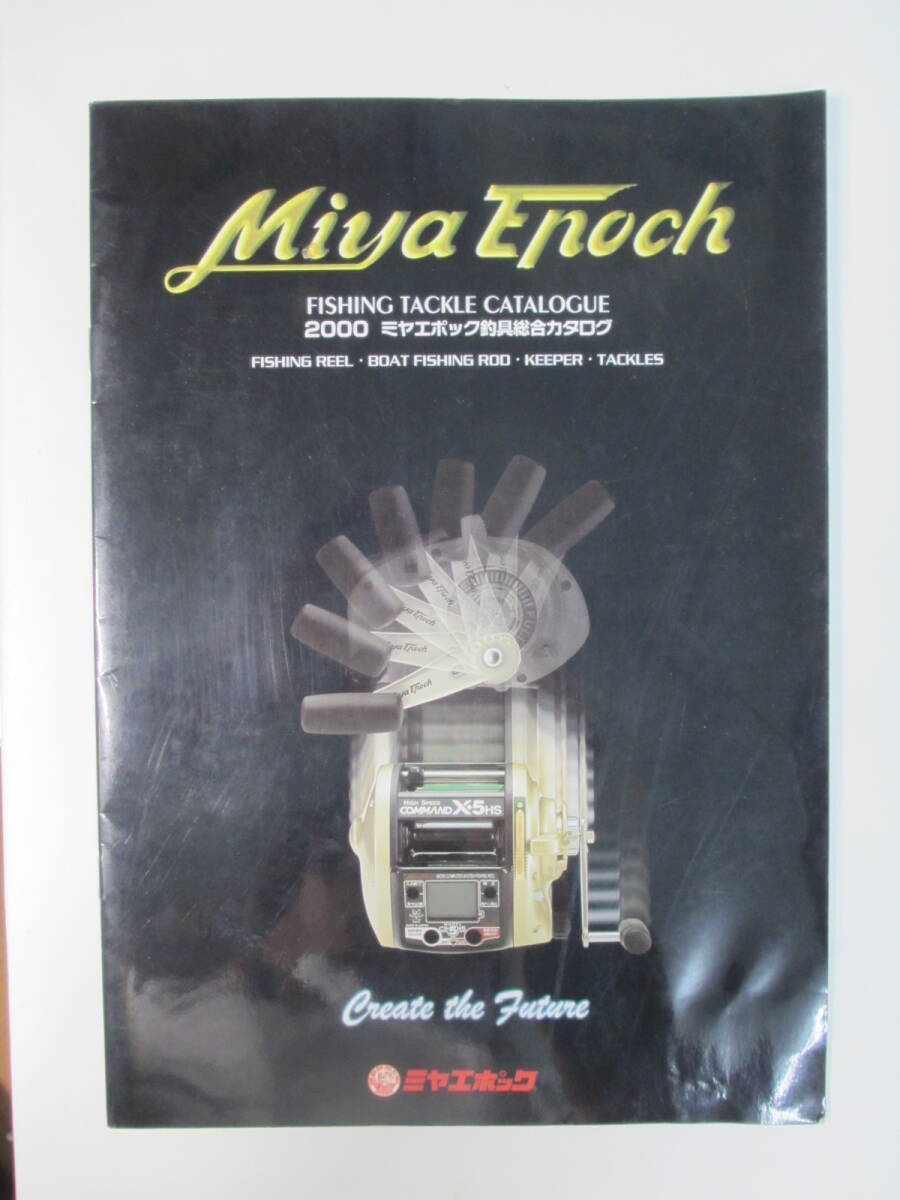 Miya Epoch
FISHING TACKLE CATALOGUE
2000 ミヤエポック釣具総合カタログ
FISHING REEL・BOAT FISHING ROD・KEEPER・TACKLES
Miya Epoch
Miya Epoch
HIGH SPEED
COMMAND X-5HS
Create the Future
ミヤエポック